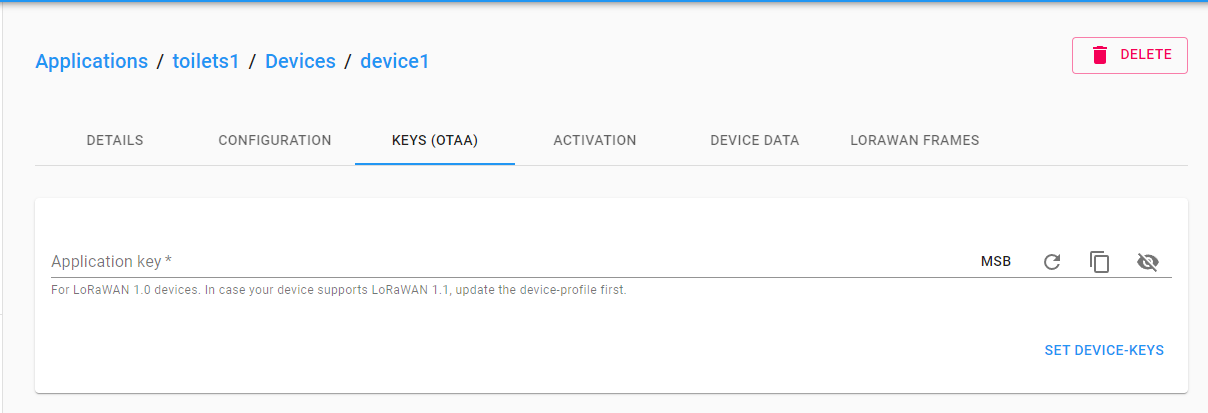 Applications / toilets1 / Devices / device1
DELETE
DETAILS CONFIGURATION KEYS (OTAA) ACTIVATION DEVICE DATA LORAWAN FRAMES
Application key *
MSB
For LoRaWAN 1.0 devices. In case your device supports LoRaWAN 1.1, update the device-profile first.
SET DEVICE-KEYS